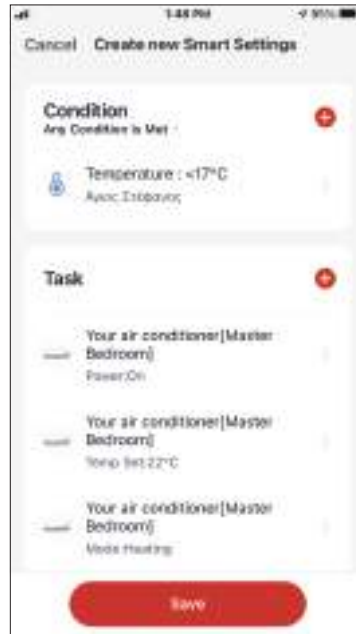 1:48 PM
Cancel Create new Smart Settings
Condition
Any Condition is Met
Temperature : <17°C
Άγιος Στέφανος
Task
Your air conditioner[Master
Bedroom]
Power:On
Your air conditioner[Master
Bedroom]
Temp Set:22°C
Your air conditioner[Master
Bedroom]
Mode:Heating
Save